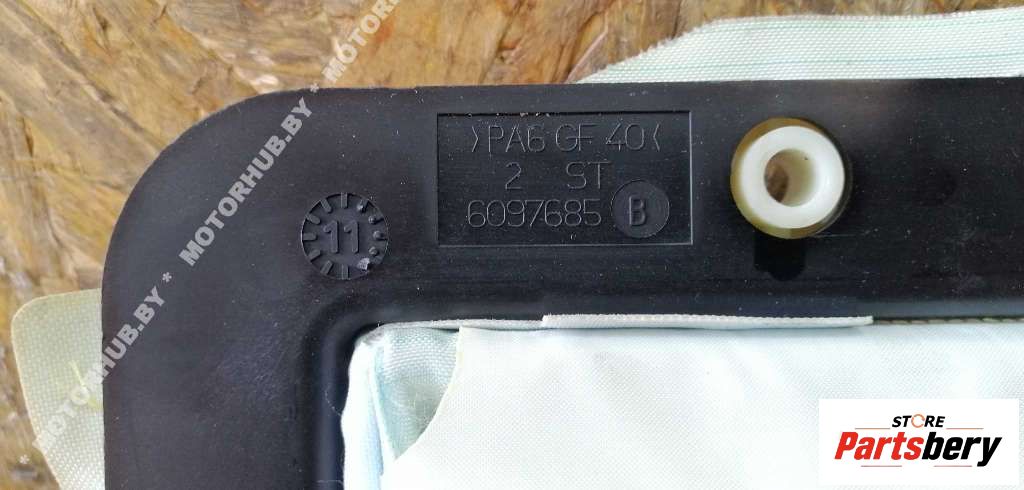 >PA6 GF 40<
2 ST
6097685 B
11
* MOTORHUB.BY * MOTORHUB.BY * MOTORHUB.BY
STORE
Partsbery